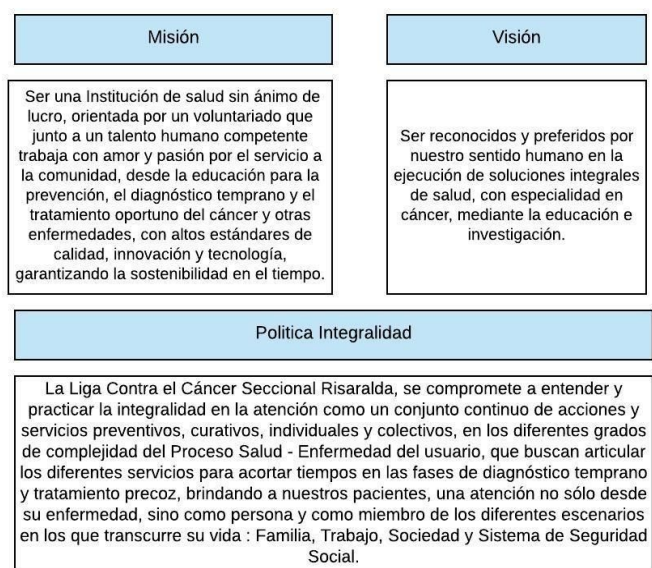 Misión
Ser una Institución de salud sin ánimo de
lucro, orientada por un voluntariado que
junto a un talento humano competente
trabaja con amor y pasión por el servicio a
la comunidad, desde la educación para la
prevención, el diagnóstico temprano y el
tratamiento oportuno del cáncer y otras
enfermedades, con altos estándares de
calidad, innovación y tecnología,
garantizando la sostenibilidad en el tiempo.
Visión
Ser reconocidos y preferidos por
nuestro sentido humano en la
ejecución de soluciones integrales
de salud, con especialidad en
cáncer, mediante la educación e
investigación.
Politica Integralidad
La Liga Contra el Cáncer Seccional Risaralda, se compromete a entender y
practicar la integralidad en la atención como un conjunto continuo de acciones y
servicios preventivos, curativos, individuales y colectivos, en los diferentes grados
de complejidad del Proceso Salud - Enfermedad del usuario, que buscan articular
los diferentes servicios para acortar tiempos en las fases de diagnóstico temprano
y tratamiento precoz, brindando a nuestros pacientes, una atención no sólo desde
su enfermedad, sino como persona y como miembro de los diferentes escenarios
en los que transcurre su vida : Familia, Trabajo, Sociedad y Sistema de Seguridad
Social.